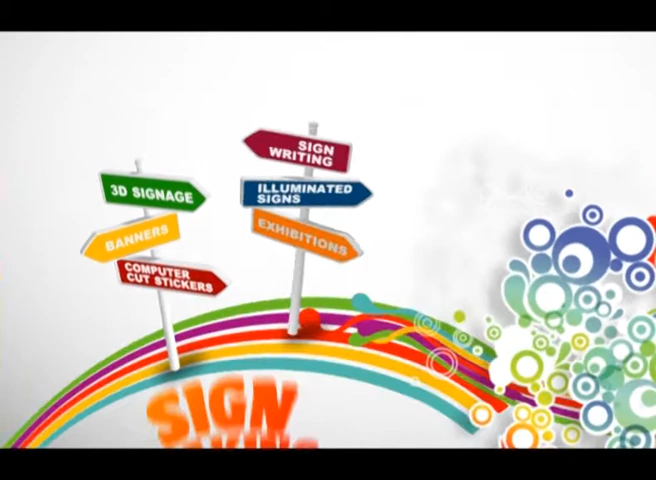 3D SIGNAGE
BANNERS
COMPUTER
CUT STICKERS
SIGN
WRITING
ILLUMINATED
SIGNS
EXHIBITIONS
SIGN